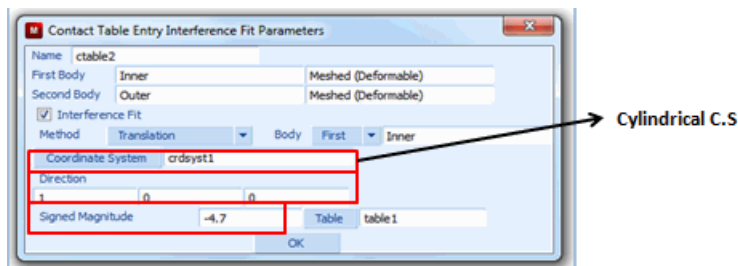 M Contact Table Entry Interference Fit Parameters
Name ctable2
First Body Inner Meshed (Deformable)
Second Body Outer Meshed (Deformable)
Interference Fit
Method Translation Body First Inner
Cylindrical C.S
Coordinate System crdsyst1
Direction
1 0 0
Signed Magnitude -4.7 Table table1
OK